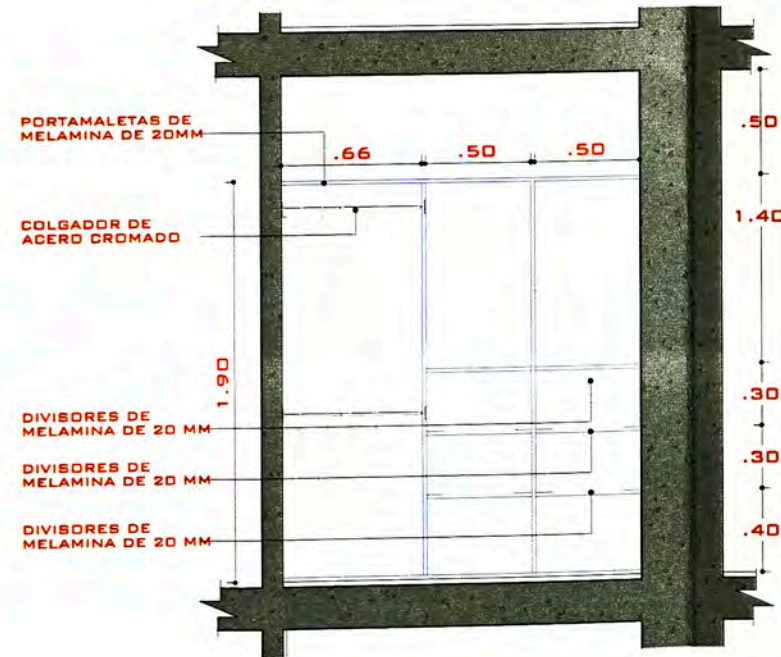 PORTAMALETAS DE
MELAMINA DE 20MM
.66
.50
.50
.50
COLGADOR DE
ACERO CROMADO
1.40
1.90
.30
DIVISORES DE
MELAMINA DE 20 MM
.30
DIVISORES DE
MELAMINA DE 20 MM
DIVISORES DE
MELAMINA DE 20 MM
.40